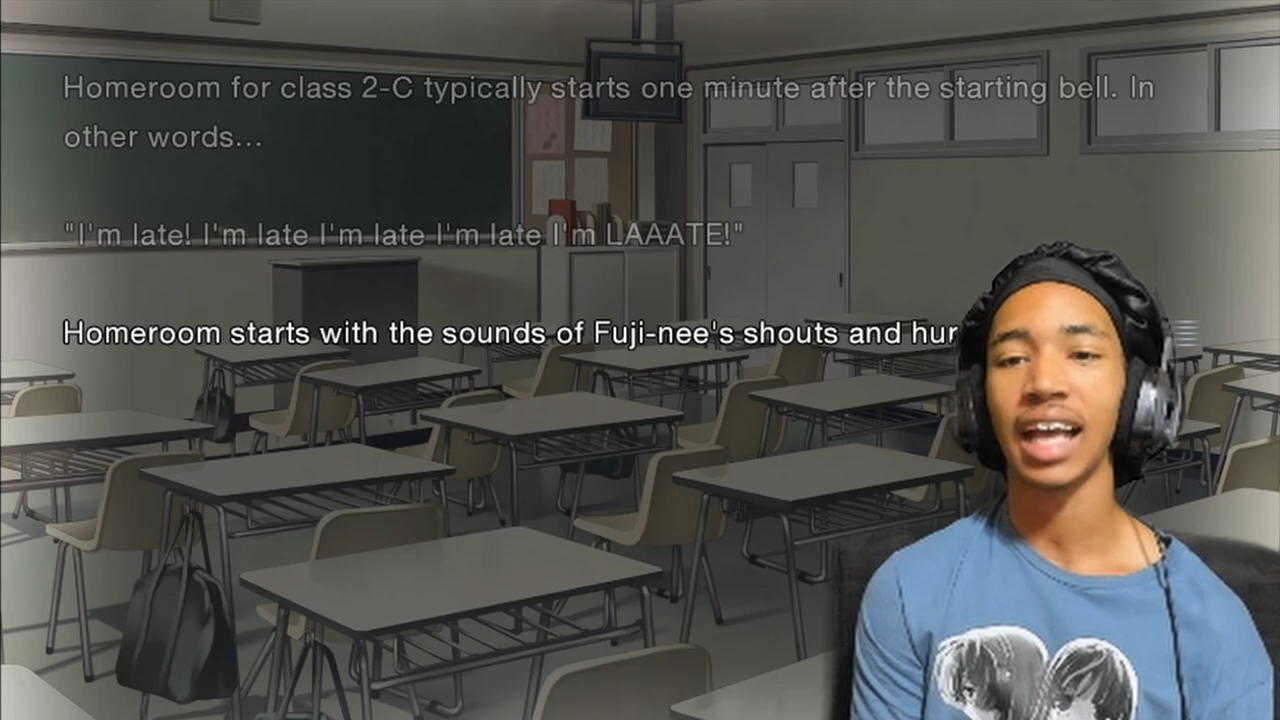 Homeroom for class 2-C typically starts one minute after the starting bell. In
other words...
"I'm late! I'm late I'm late I'm late I'm LAAATE!"
Homeroom starts with the sounds of Fuji-nee's shouts and